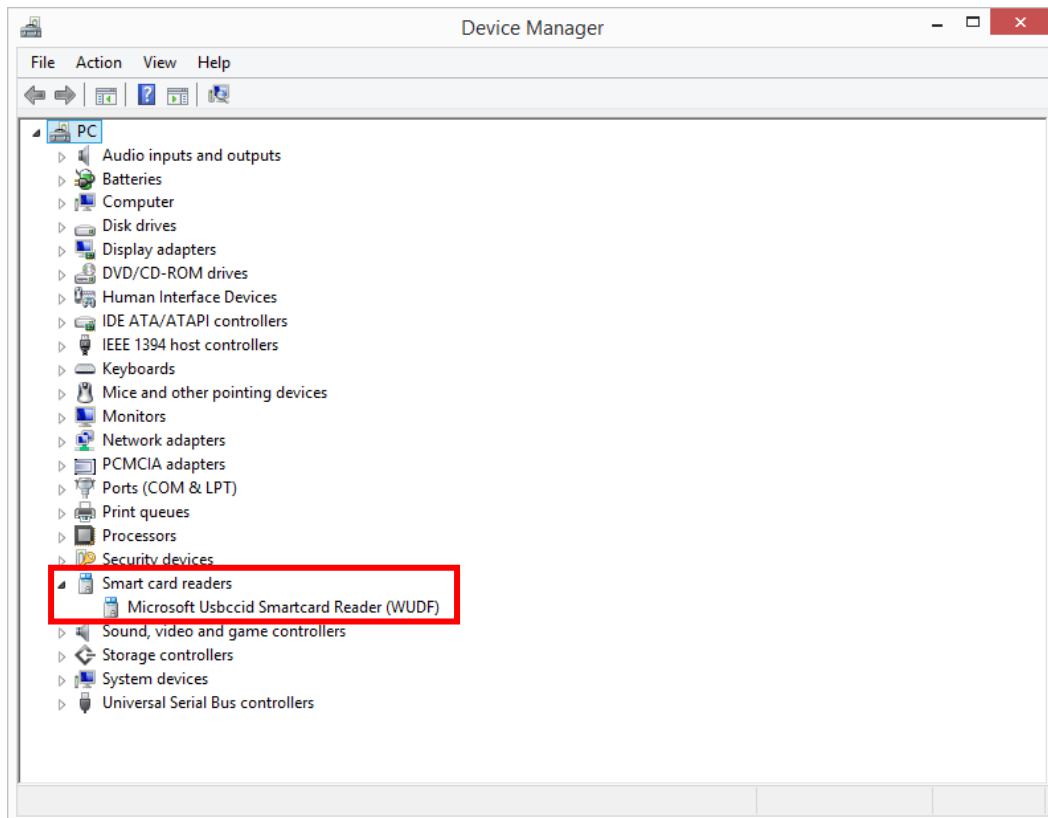 Device Manager
File Action View Help
PC
Audio inputs and outputs
Batteries
Computer
Disk drives
Display adapters
DVD/CD-ROM drives
Human Interface Devices
IDE ATA/ATAPI controllers
IEEE 1394 host controllers
Keyboards
Mice and other pointing devices
Monitors
Network adapters
PCMCIA adapters
Ports (COM & LPT)
Print queues
Processors
Security devices
Smart card readers
Microsoft Usbccid Smartcard Reader (WUDF)
Sound, video and game controllers
Storage controllers
System devices
Universal Serial Bus controllers